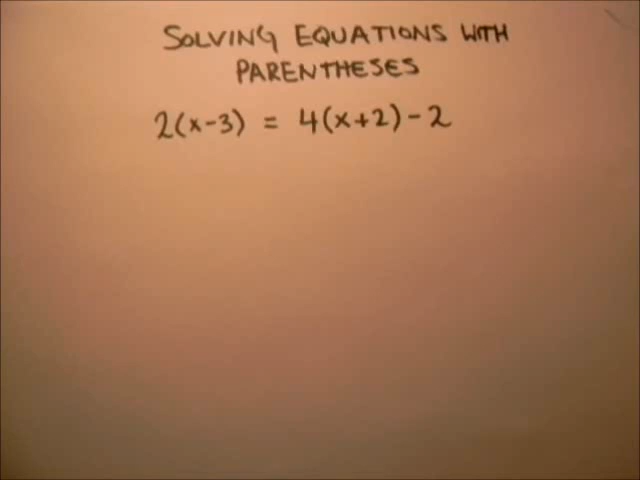 SOLVING EQUATIONS WITH
PARENTHESES
2(x-3) = 4(x+2)-2